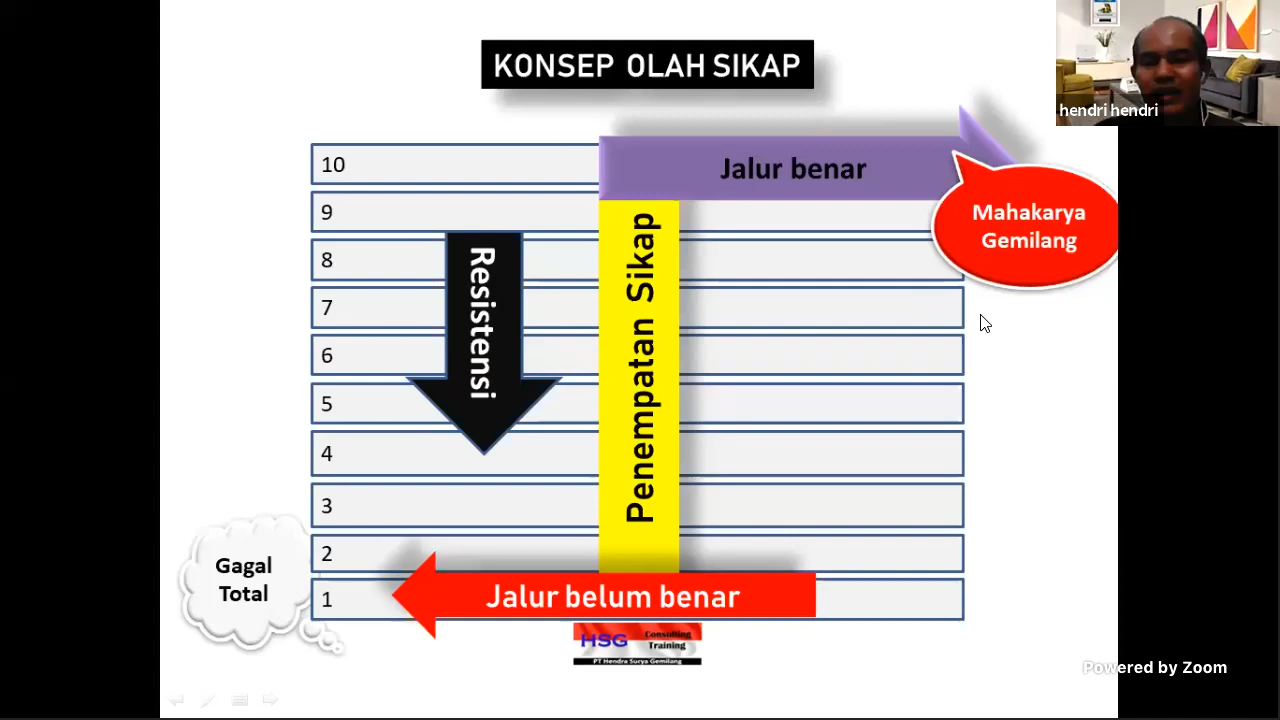 KONSEP OLAH SIKAP
hendri hendri
10
Jalur benar
9
Mahakarya
Gemilang
8
7
6
5
4
3
2
1
Resistensi
Penempatan Sikap
Gagal
Total
Jalur belum benar
HSG
Consulting
Training
PT Hendra Surya Gemilang
Powered by Zoom